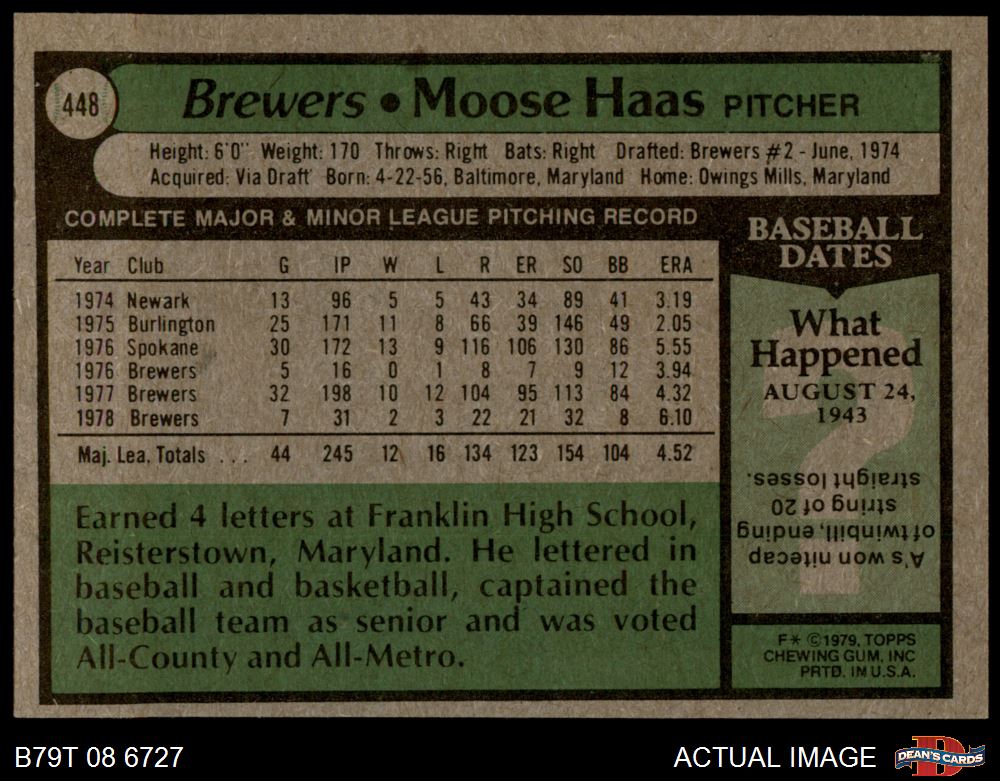 448
Brewers • Moose Haas PITCHER
Height: 6'0" Weight: 170 Throws: Right Bats: Right Drafted: Brewers #2 - June, 1974
Acquired: Via Draft Born: 4-22-56, Baltimore, Maryland Home: Owings Mills, Maryland
COMPLETE MAJOR & MINOR LEAGUE PITCHING RECORD
Year Club G IP W L R ER SO BB ERA
1974 Newark 13 96 5 5 43 34 89 41 3.19
1975 Burlington 25 171 11 8 66 39 146 49 2.05
1976 Spokane 30 172 13 9 116 106 130 86 5.55
1976 Brewers 5 16 0 1 8 7 9 12 3.94
1977 Brewers 32 198 10 12 104 95 113 84 4.32
1978 Brewers 7 31 2 3 22 21 32 8 6.10
Maj. Lea. Totals . . . 44 245 12 16 134 123 154 104 4.52
Earned 4 letters at Franklin High School,
Reisterstown, Maryland. He lettered in
baseball and basketball, captained the
baseball team as senior and was voted
All-County and All-Metro.
BASEBALL
DATES
What
Happened
AUGUST 24,
1943
?
A's won nitecap
of twinbill, ending
string of 20
straight losses.
F* ©1979, TOPPS
CHEWING GUM, INC
PRTD. IN U.S.A.
B79T 08 6727
ACTUAL IMAGE
D
DEAN'S CARDS